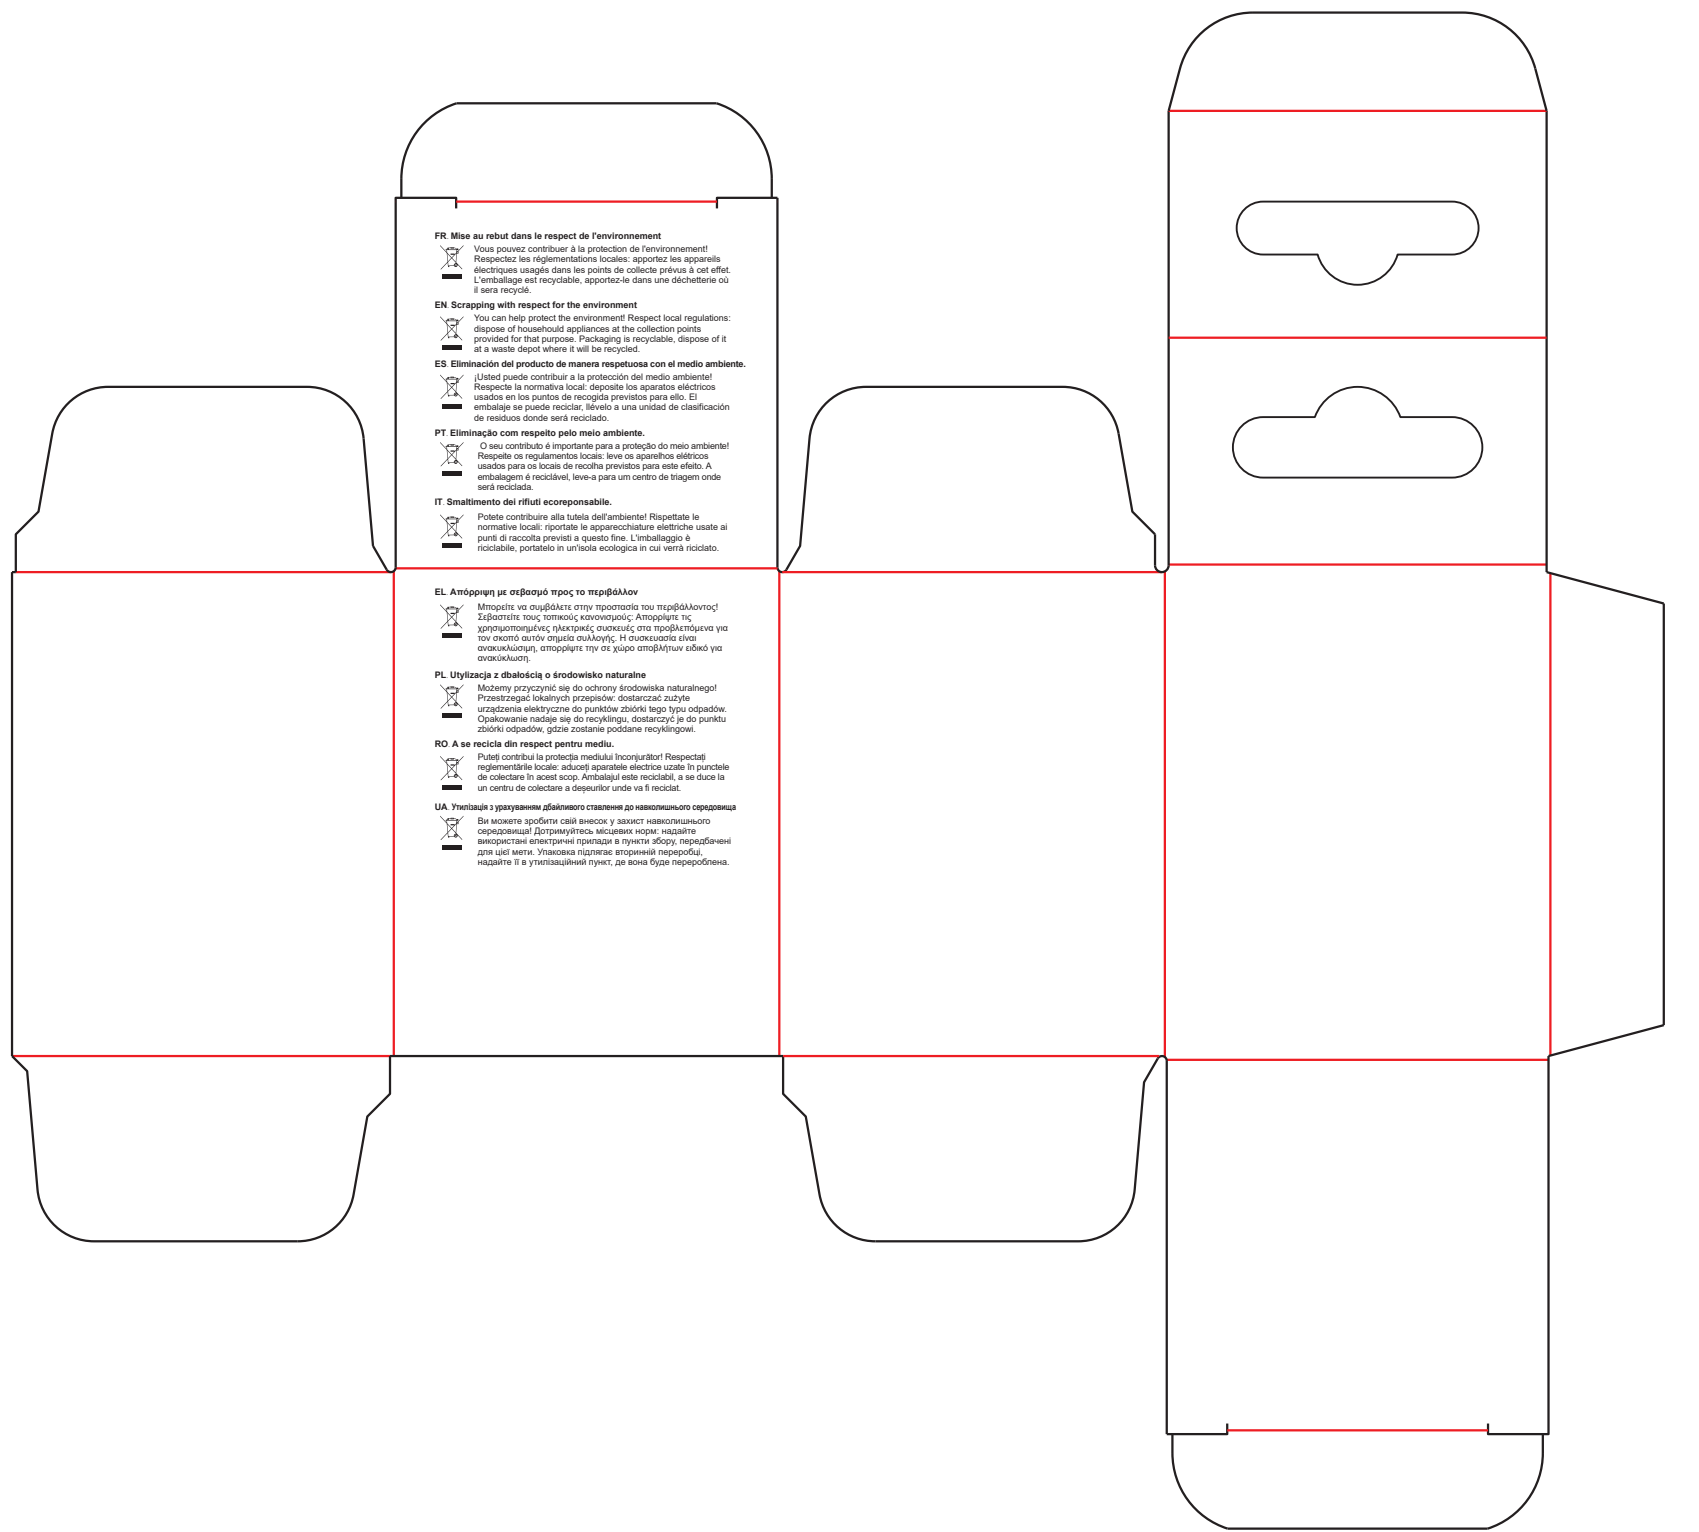 FR. Mise au rebut dans le respect de l'environnement
Vous pouvez contribuer à la protection de l'environnement!
Respectez les réglementations locales: apportez les appareils
électriques usagés dans les points de collecte prévus à cet effet.
L'emballage est recyclable, apportez-le dans une déchetterie où
il sera recyclé.
EN. Scrapping with respect for the environment
You can help protect the environment! Respect local regulations:
dispose of househould appliances at the collection points
provided for that purpose. Packaging is recyclable, dispose of it
at a waste depot where it will be recycled.
ES. Eliminación del producto de manera respetuosa con el medio ambiente.
¡Usted puede contribuir a la protección del medio ambiente!
Respecte la normativa local: deposite los aparatos eléctricos
usados en los puntos de recogida previstos para ello. El
embalaje se puede reciclar, llévelo a una unidad de clasificación
de residuos donde será reciclado.
PT. Eliminação com respeito pelo meio ambiente.
O seu contributo é importante para a proteção do meio ambiente!
Respeite os regulamentos locais: leve os aparelhos elétricos
usados para os locais de recolha previstos para este efeito. A
embalagem é reciclável, leve-a para um centro de triagem onde
será reciclada.
IT. Smaltimento dei rifiuti ecoreponsabile.
Potete contribuire alla tutela dell'ambiente! Rispettate le
normative locali: riportate le apparecchiature elettriche usate ai
punti di raccolta previsti a questo fine. L'imballaggio è
riciclabile, portatelo in un'isola ecologica in cui verrà riciclato.
EL. Απόρριψη με σεβασμό προς το περιβάλλον
Μπορείτε να συμβάλετε στην προστασία του περιβάλλοντος!
Σεβαστείτε τους τοπικούς κανονισμούς: Απορρίψτε τις
χρησιμοποιημένες ηλεκτρικές συσκευές στα προβλεπόμενα για
τον σκοπό αυτόν σημεία συλλογής. Η συσκευασία είναι
ανακυκλώσιμη, απορρίψτε την σε χώρο αποβλήτων ειδικό για
ανακύκλωση.
PL. Utylizacja z dbałością o środowisko naturalne
Możemy przyczynić się do ochrony środowiska naturalnego!
Przestrzegać lokalnych przepisów: dostarczać zużyte
urządzenia elektryczne do punktów zbiórki tego typu odpadów.
Opakowanie nadaje się do recyklingu, dostarczyć je do punktu
zbiórki odpadów, gdzie zostanie poddane recyklingowi.
RO. A se recicla din respect pentru mediu.
Puteți contribui la protecția mediului înconjurător! Respectați
reglementările locale: aduceți aparatele electrice uzate în punctele
de colectare în acest scop. Ambalajul este reciclabil, a se duce la
un centru de colectare a deșeurilor unde va fi reciclat.
UA. Утилізація з урахуванням дбайливого ставлення до навколишнього середовища
Ви можете зробити свій внесок у захист навколишнього
середовища! Дотримуйтесь місцевих норм: надайте
використані електричні прилади в пункти збору, передбачені
для цієї мети. Упаковка підлягає вторинній переробці,
надайте її в утилізаційний пункт, де вона буде перероблена.